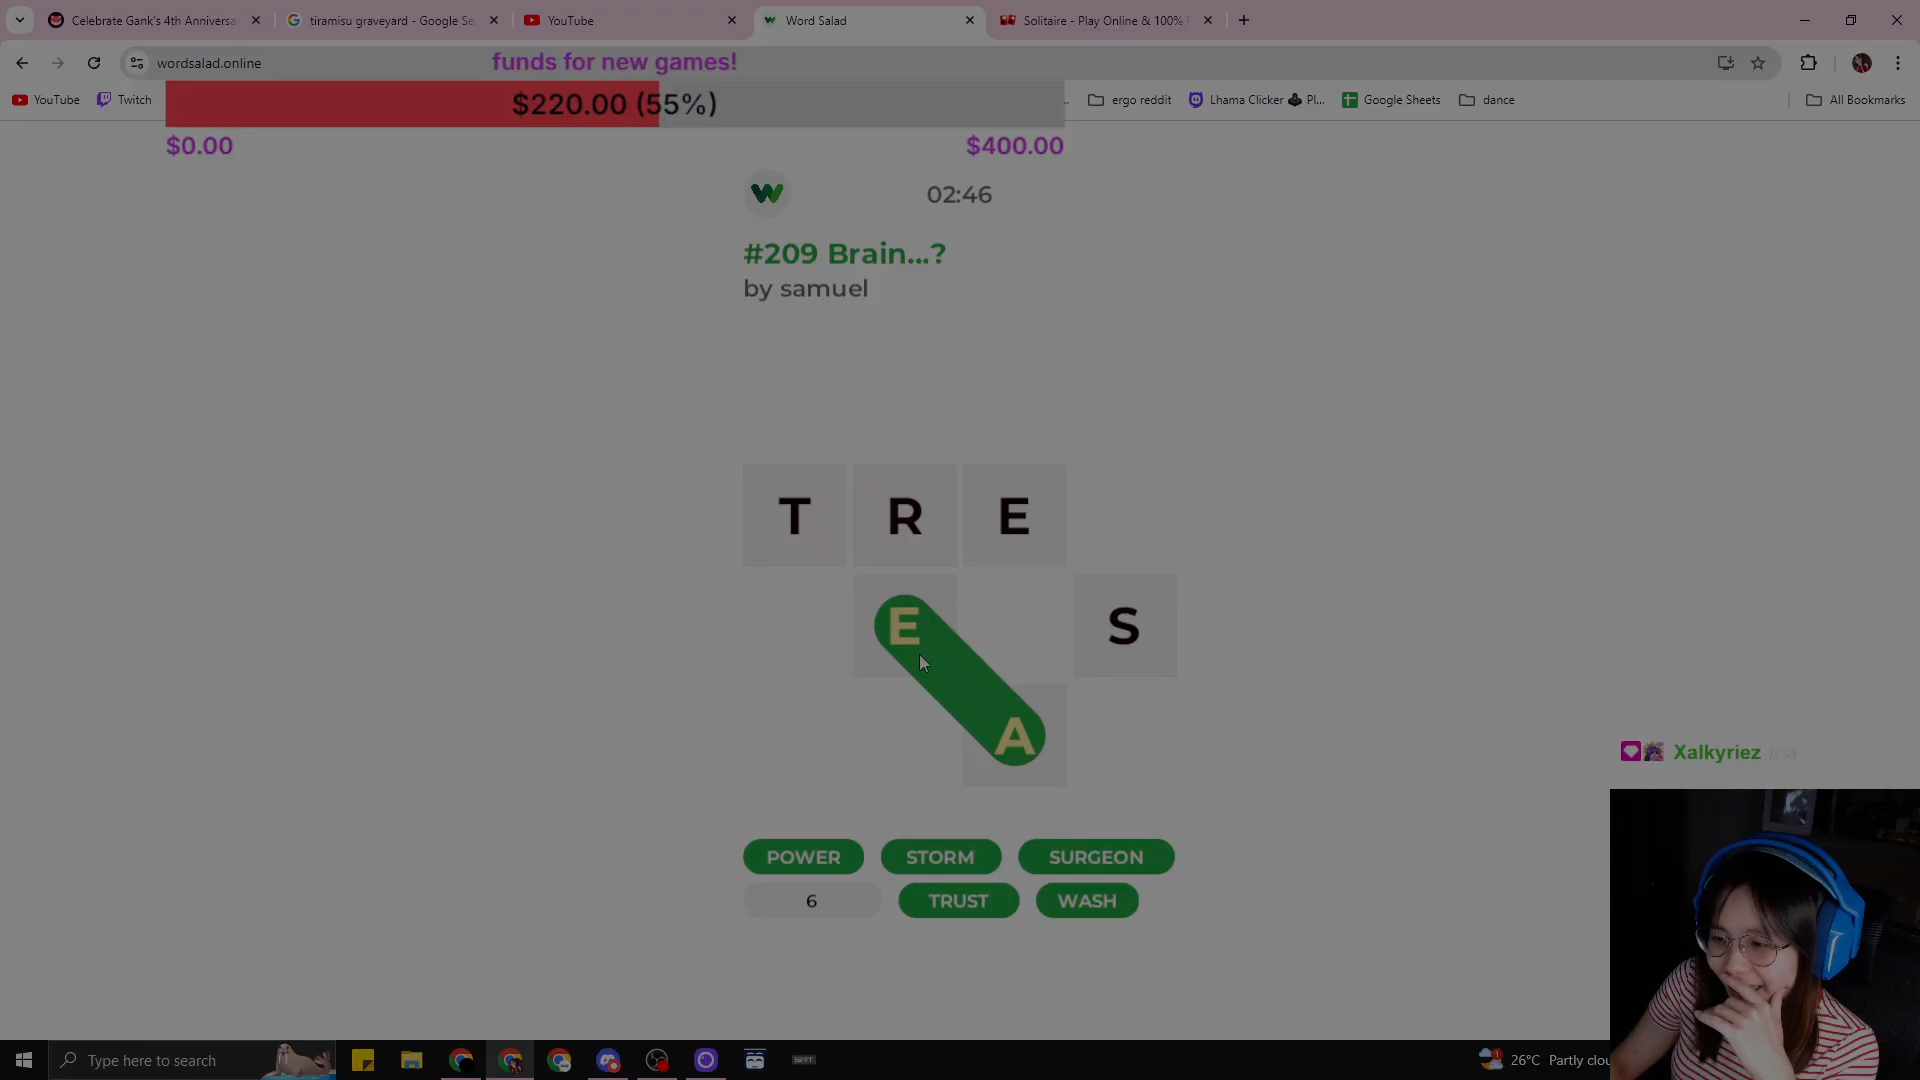 Celebrate Gank's 4th Anniversa
tiramisu graveyard - Google Se
YouTube
Word Salad
Solitaire - Play Online & 100%
wordsalad.online
funds for new games!
YouTube
Twitch
$220.00 (55%)
ergo reddit
Lhama Clicker
Pl...
Google Sheets
dance
All Bookmarks
$0.00
$400.00
02:46
#209 Brain...?
by samuel
T R E
E S
A
Xalkyriez
POWER STORM SURGEON
6 TRUST WASH
Type here to search
26°C Partly clou